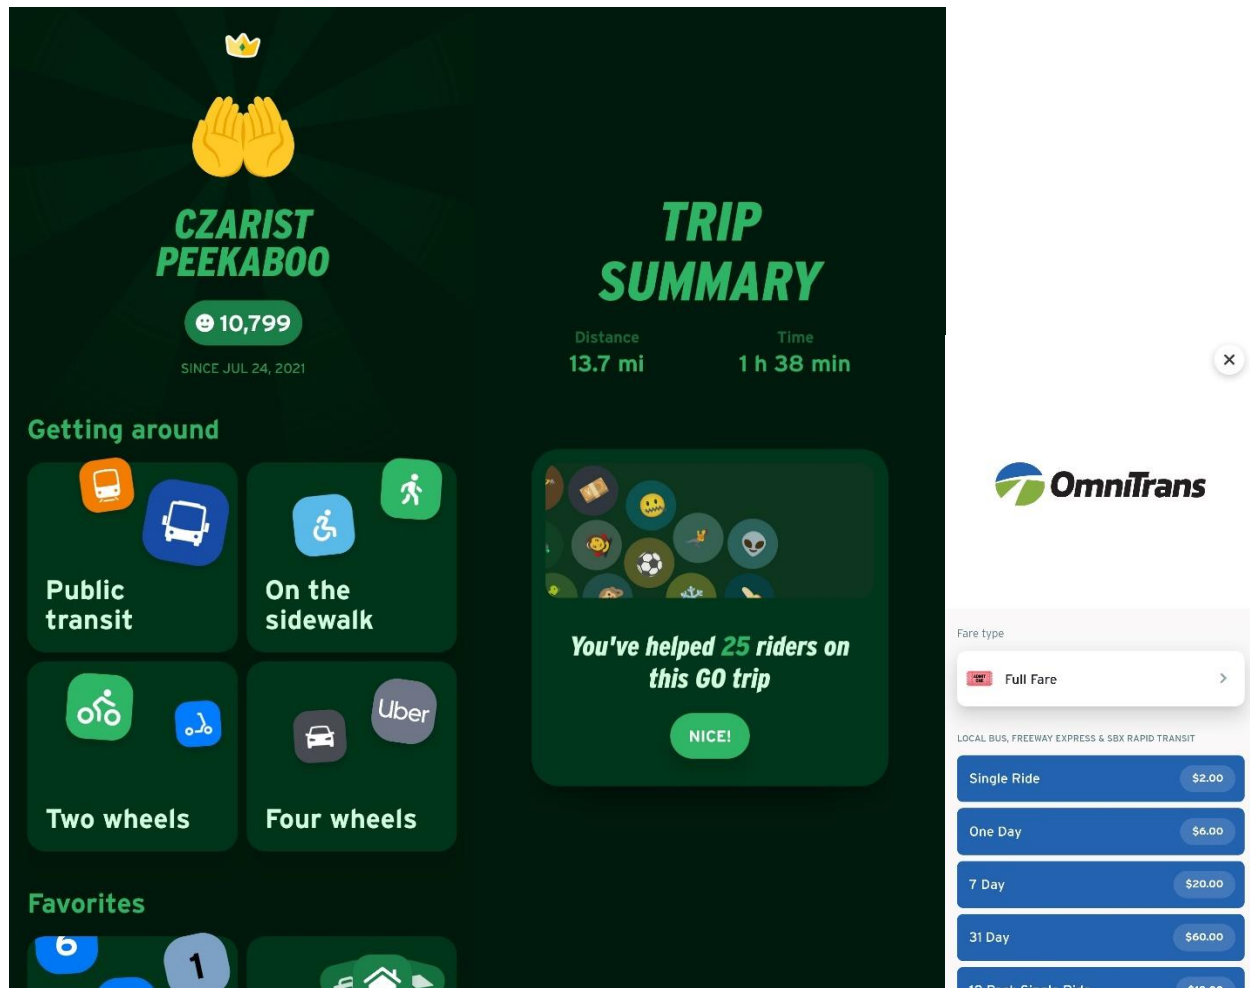 CZARIST
PEEKABOO
10,799
SINCE JUL 24, 2021
Getting around
Public
transit
On the
sidewalk
Two wheels
Uber
Four wheels
Favorites
6
1
TRIP
SUMMARY
Distance
13.7 mi
Time
1 h 38 min
You've helped 25 riders on
this GO trip
NICE!
OmniTrans
Fare type
Full Fare
LOCAL BUS, FREEWAY EXPRESS & SBX RAPID TRANSIT
Single Ride
$2.00
One Day
$6.00
7 Day
$20.00
31 Day
$60.00